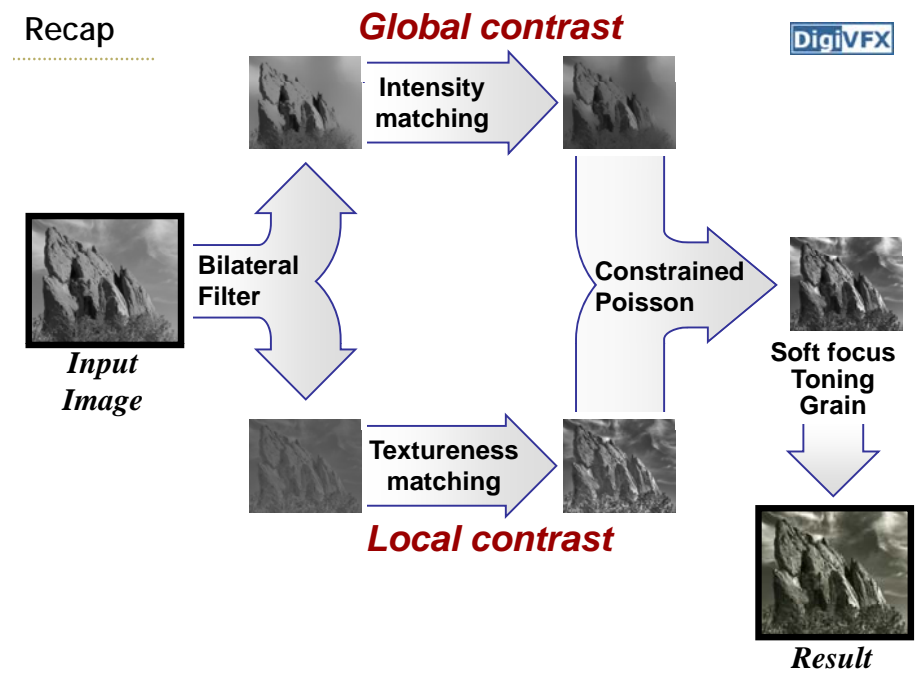 Recap
Global contrast
DigiVFX
Intensity
matching
Bilateral
Filter
Constrained
Poisson
Input
Image
Soft focus
Toning
Grain
Textureness
matching
Local contrast
Result